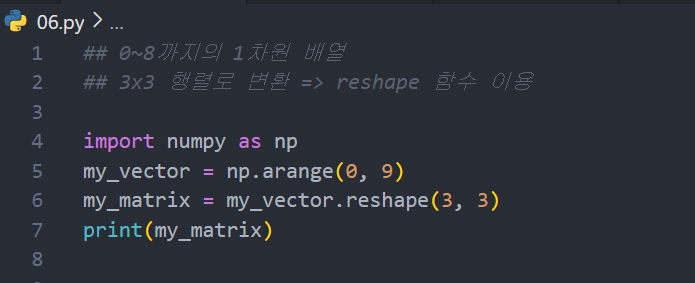 06.py > ...
1 ## 0~8까지의 1차원 배열
2 ## 3x3 행렬로 변환 => reshape 함수 이용
3
4 import numpy as np
5 my_vector = np.arange(0, 9)
6 my_matrix = my_vector.reshape(3, 3)
7 print(my_matrix)
8